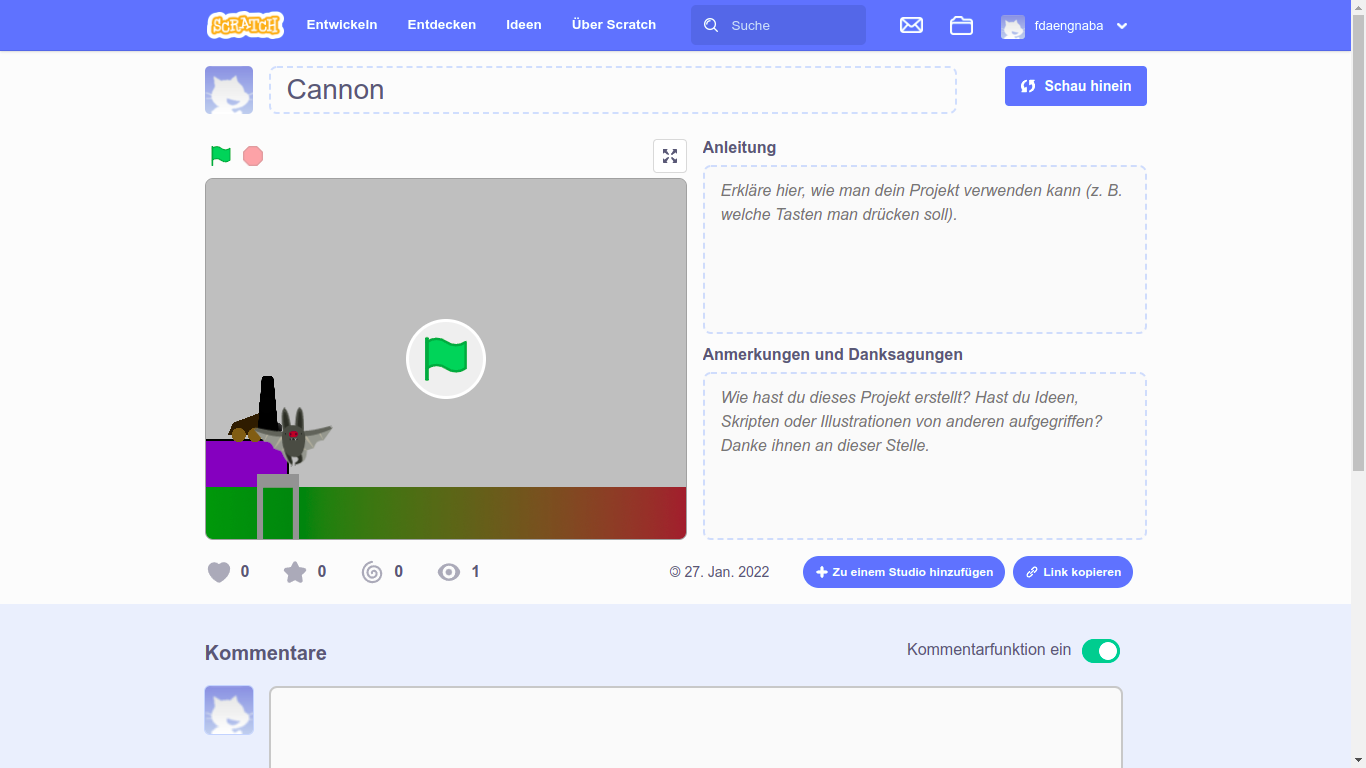 SCRATCH
Entwickeln
Entdecken
Ideen
Über Scratch
Suche
fdaengnaba
Cannon
Schau hinein
Anleitung
Erkläre hier, wie man dein Projekt verwenden kann (z. B.
welche Tasten man drücken soll).
Anmerkungen und Danksagungen
Wie hast du dieses Projekt erstellt? Hast du Ideen,
Skripten oder Illustrationen von anderen aufgegriffen?
Danke ihnen an dieser Stelle.
0
0
0
1
27. Jan. 2022
Zu einem Studio hinzufügen
Link kopieren
Kommentare
Kommentarfunktion ein